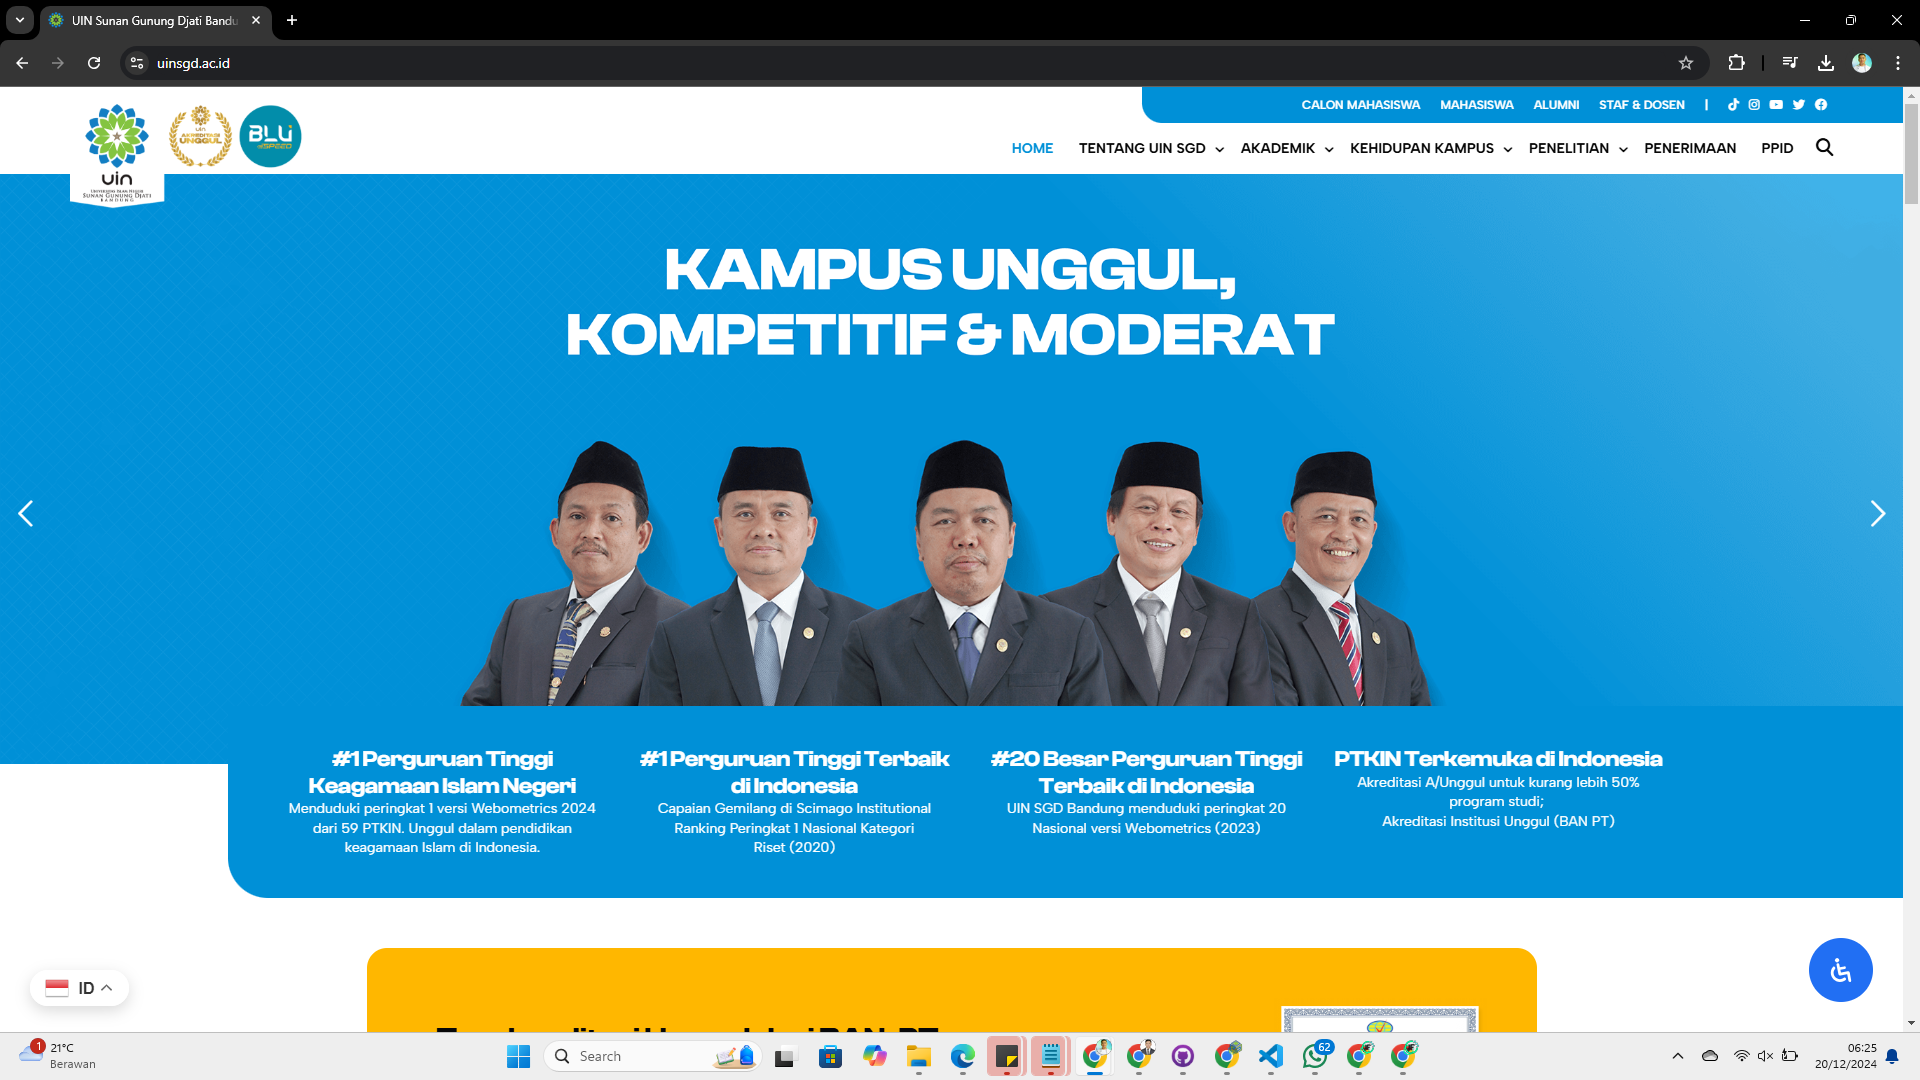 UIN Sunan Gunung Djati Bandu
uinsgd.ac.id
CALON MAHASISWA MAHASISWA ALUMNI STAF & DOSEN |
uin
UNIVERSITAS ISLAM NEGERI
SUNAN GUNUNG DJATI
BANDUNG
uin
AKREDITASI
UNGGUL
BLU
SPEED
HOME TENTANG UIN SGD AKADEMIK KEHIDUPAN KAMPUS PENELITIAN PENERIMAAN PPID
KAMPUS UNGGUL,
KOMPETITIF & MODERAT
#1 Perguruan Tinggi
Keagamaan Islam Negeri
Menduduki peringkat 1 versi Webometrics 2024
dari 59 PTKIN. Unggul dalam pendidikan
keagamaan Islam di Indonesia.
#1 Perguruan Tinggi Terbaik
di Indonesia
Capaian Gemilang di Scimago Institutional
Ranking Peringkat 1 Nasional Kategori
Riset (2020)
#20 Besar Perguruan Tinggi
Terbaik di Indonesia
UIN SGD Bandung menduduki peringkat 20
Nasional versi Webometrics (2023)
PTKIN Terkemuka di Indonesia
Akreditasi A/Unggul untuk kurang lebih 50%
program studi;
Akreditasi Institusi Unggul (BAN PT)
ID
1
21°C
Berawan
Search
62
06:25
20/12/2024